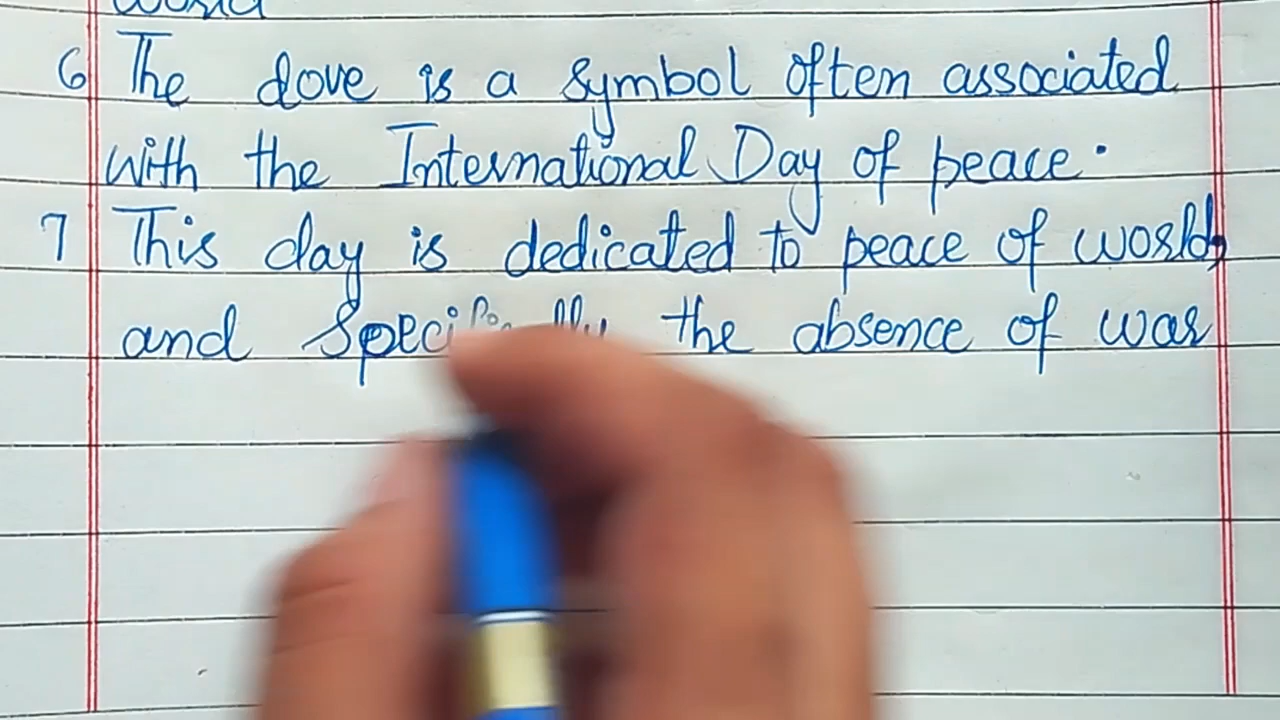 world
6 The dove is a symbol often associated
with the International Day of peace.
7 This day is dedicated to peace of world,
and the absence of war